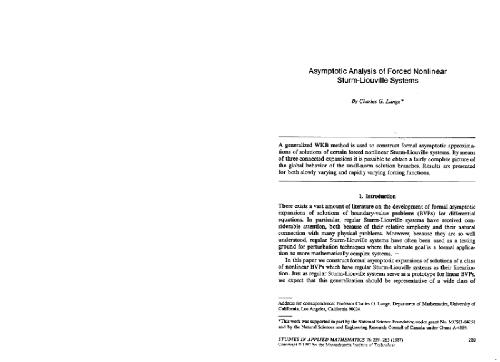 Asymptotic Analysis of Forced Nonlinear
Sturm-Liouville Systems
By Charles G. Lange*
A generalized WKB method is used to construct formal asymptotic approxima-
tions of solutions of certain forced nonlinear Sturm-Liouville systems. By means
of three connected expansions it is possible to obtain a fairly complete picture of
the global behavior of the multiplicity solution branches. Results are presented
for both slowly varying and rapidly varying forcing functions.
1. Introduction
There exists a vast amount of literature on the development of formal asymptotic
expansions of solutions of boundary-value problems (BVPs) for differential
equations. In particular, regular Sturm-Liouville systems have received con-
siderable attention, both because of their relative simplicity and their natural
connection with many physical problems. Moreover, because they are so well
understood, regular Sturm-Liouville systems have often been used as a testing
ground for perturbation techniques where the ultimate goal is a formal applica-
tion to more mathematically complex systems.
In this paper we construct formal asymptotic expansions of solutions of a class
of nonlinear BVPs which have regular Sturm-Liouville systems as their lineariza-
tion. Just as regular Sturm-Liouville systems serve as a prototype for linear BVPs,
we expect that this generalization should be representative of a wide class of
Address for correspondence: Professor Charles G. Lange, Department of Mathematics, University of
California, Los Angeles, California 90024.
*This work was supported in part by the National Science Foundation under grant No.
and by the Natural Sciences and Engineering Research Council of Canada under Grant
STUDIES IN APPLIED MATHEMATICS 76 (1987)
Copyright © 1987 by the Massachusetts Institute of Technology